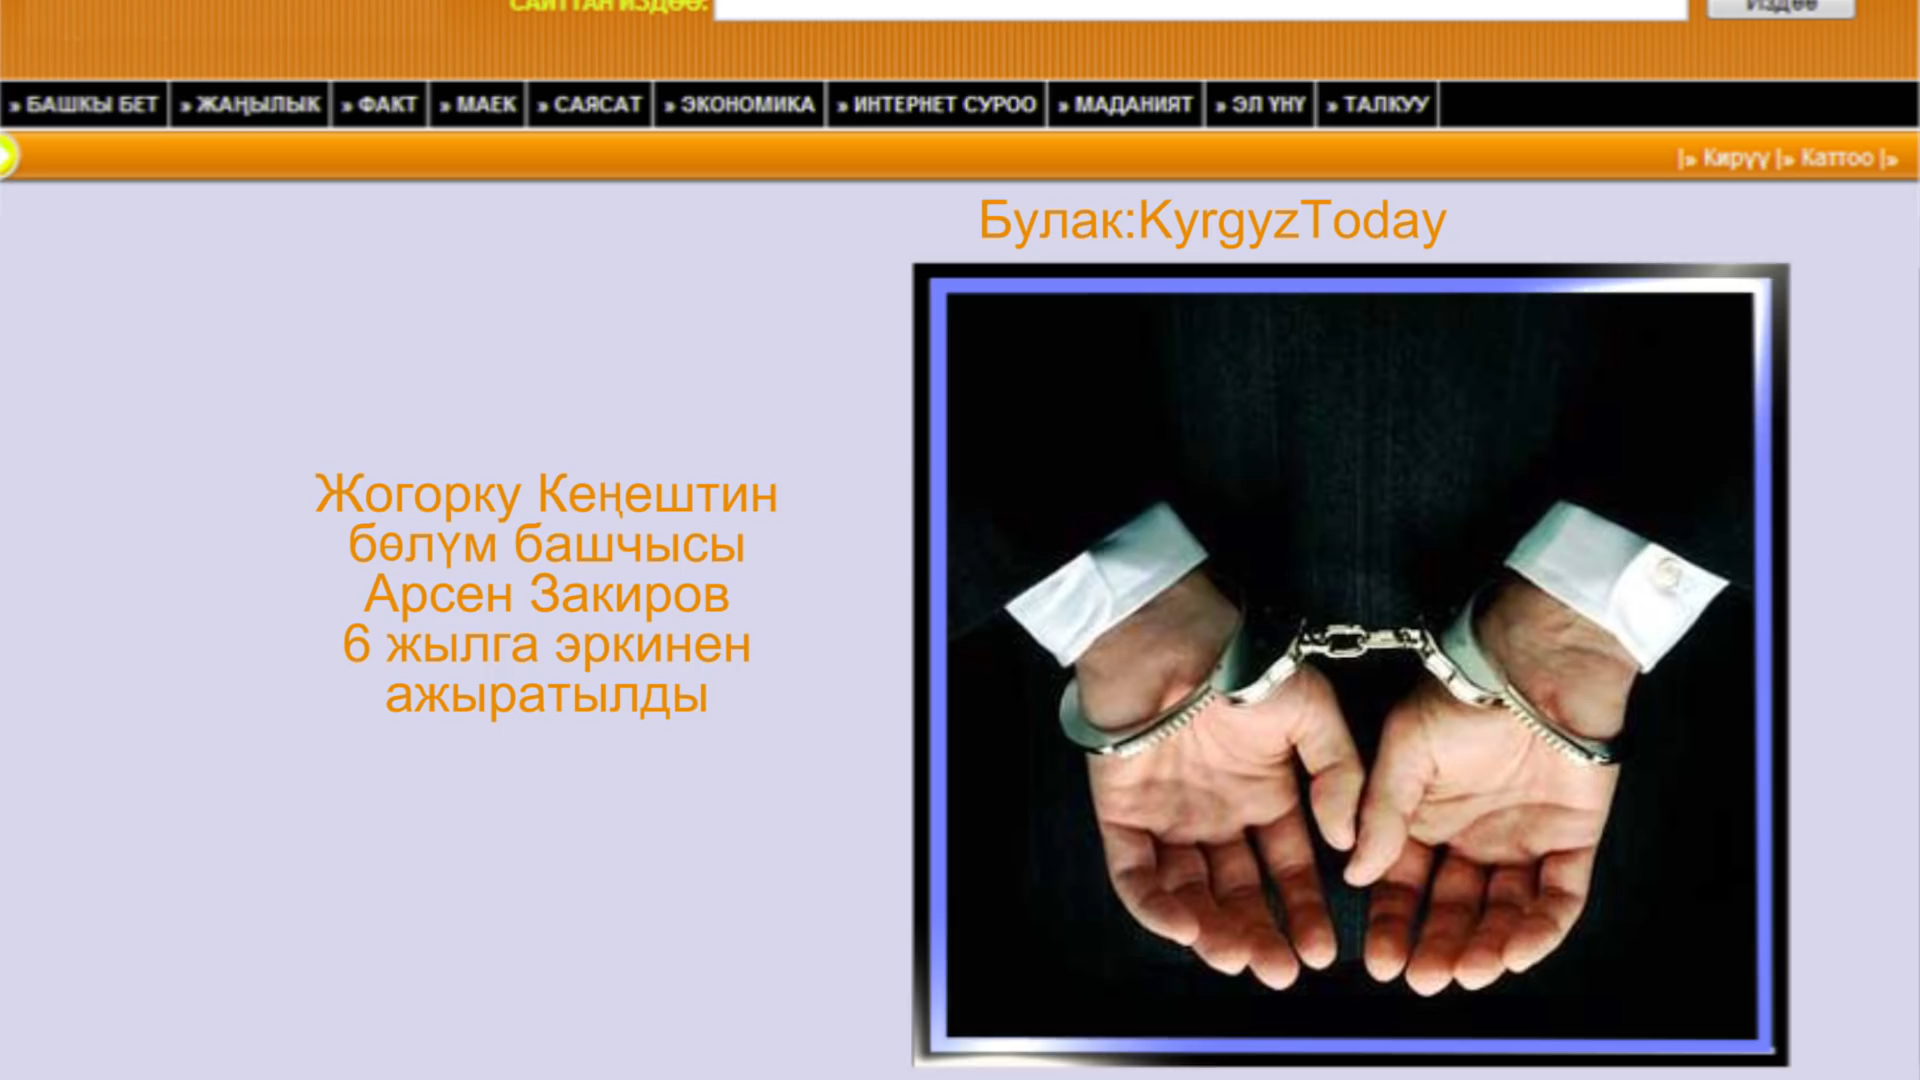 САЙТТАН ИЗДӨӨ:
Издөө
» БАШКЫ БЕТ » ЖАҢЫЛЫК » ФАКТ » МАЕК » САЯСАТ » ЭКОНОМИКА » ИНТЕРНЕТ СУРОО » МАДАНИЯТ » ЭЛ ҮНҮ » ТАЛКУУ
|» Кирүү |» Каттоо |»
Булак:KyrgyzToday
Жогорку Кеңештин
бөлүм башчысы
Арсен Закиров
6 жылга эркинен
ажыратылды